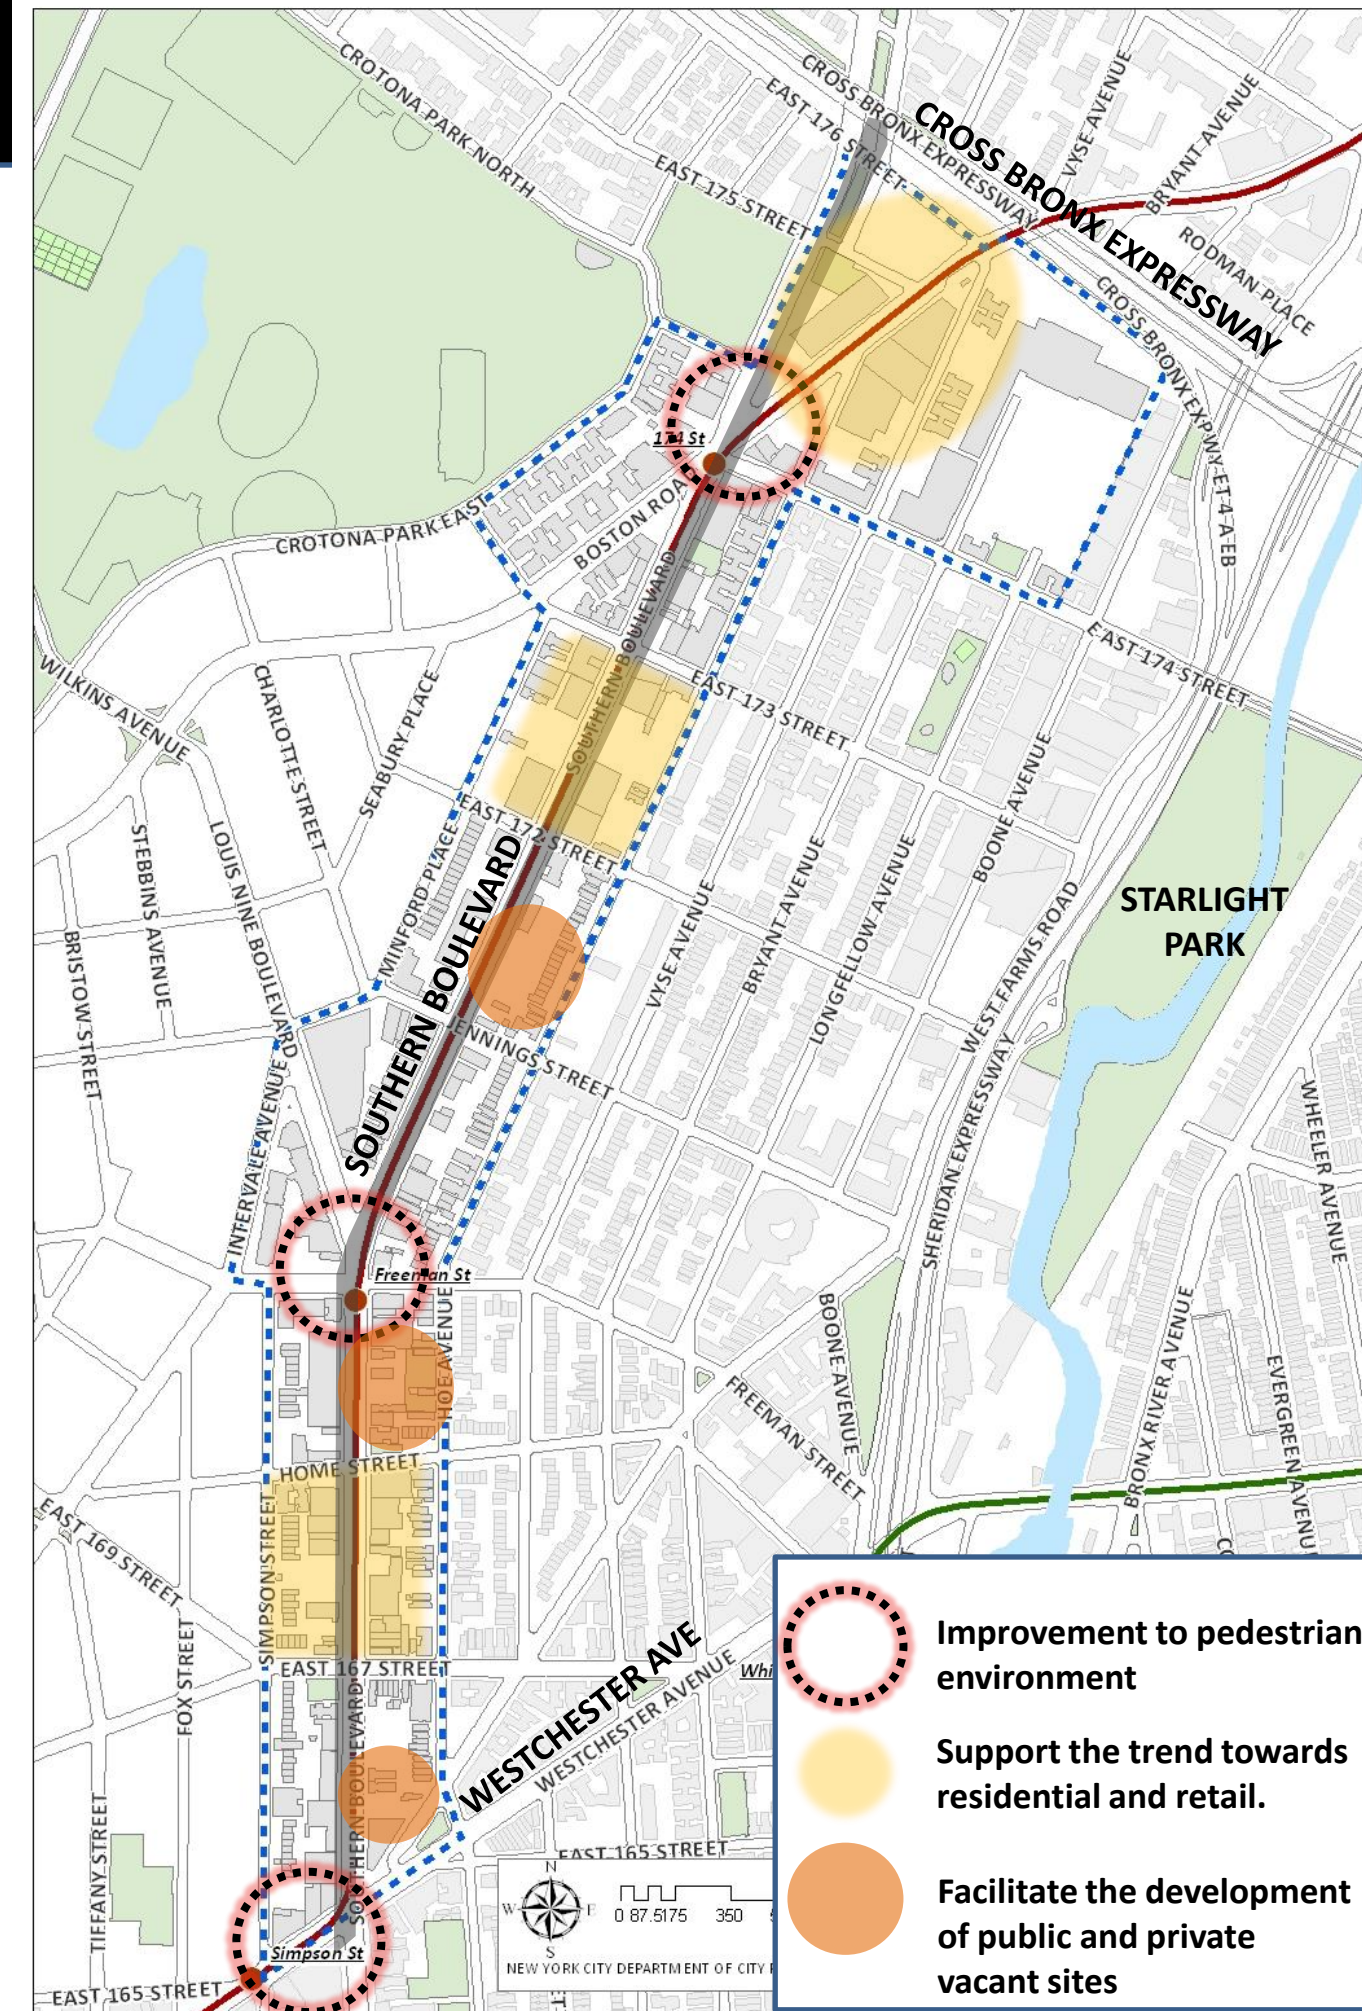 CROTONA PARK NORTH
CROSS BRONX EXPRESSWAY
EAST 176 STREET
CROSS BRONX EXPRESSWAY
VYSE AVENUE
BRYANT AVENUE
EAST 175 STREET
RODMAN PLACE
CROSS BRONX EXPWY ET 4 A EB
174 St
BOSTON ROAD
CROTONA PARK EAST
SOUTHERN BOULEVARD
EAST 174 STREET
WILKINS AVENUE
CHARLOTTE STREET
SEABURY PLACE
EAST 173 STREET
SOUTHERN BOULEVARD
STEBBINS AVENUE
LOUIS NINE BOULEVARD
MINFORD PLACE
EAST 172 STREET
SOUTHERN BOULEVARD
VYSE AVENUE
BRYANT AVENUE
LONGFELLOW AVENUE
BOONE AVENUE
WEST FARMS ROAD
STARLIGHT
PARK
BRISTOW STREET
JENNINGS STREET
INTERVALE AVENUE
SHERIDAN EXPRESSWAY
WHEELER AVENUE
Freeman St
HOE AVENUE
BOONE AVENUE
FREEMAN STREET
BRONX RIVER AVENUE
EVERGREEN AVENUE
HOME STREET
EAST 169 STREET
SIMPSON STREET
FOX STREET
EAST 167 STREET
SOUTHERN BOULEVARD
WESTCHESTER AVE
WESTCHESTER AVENUE
Whi
TIFFANY STREET
EAST 165 STREET
Simpson St
EAST 165 STREET
N
W E
S
0 87.5175 350
NEW YORK CITY DEPARTMENT OF CITY
Improvement to pedestrian
environment
Support the trend towards
residential and retail.
Facilitate the development
of public and private
vacant sites